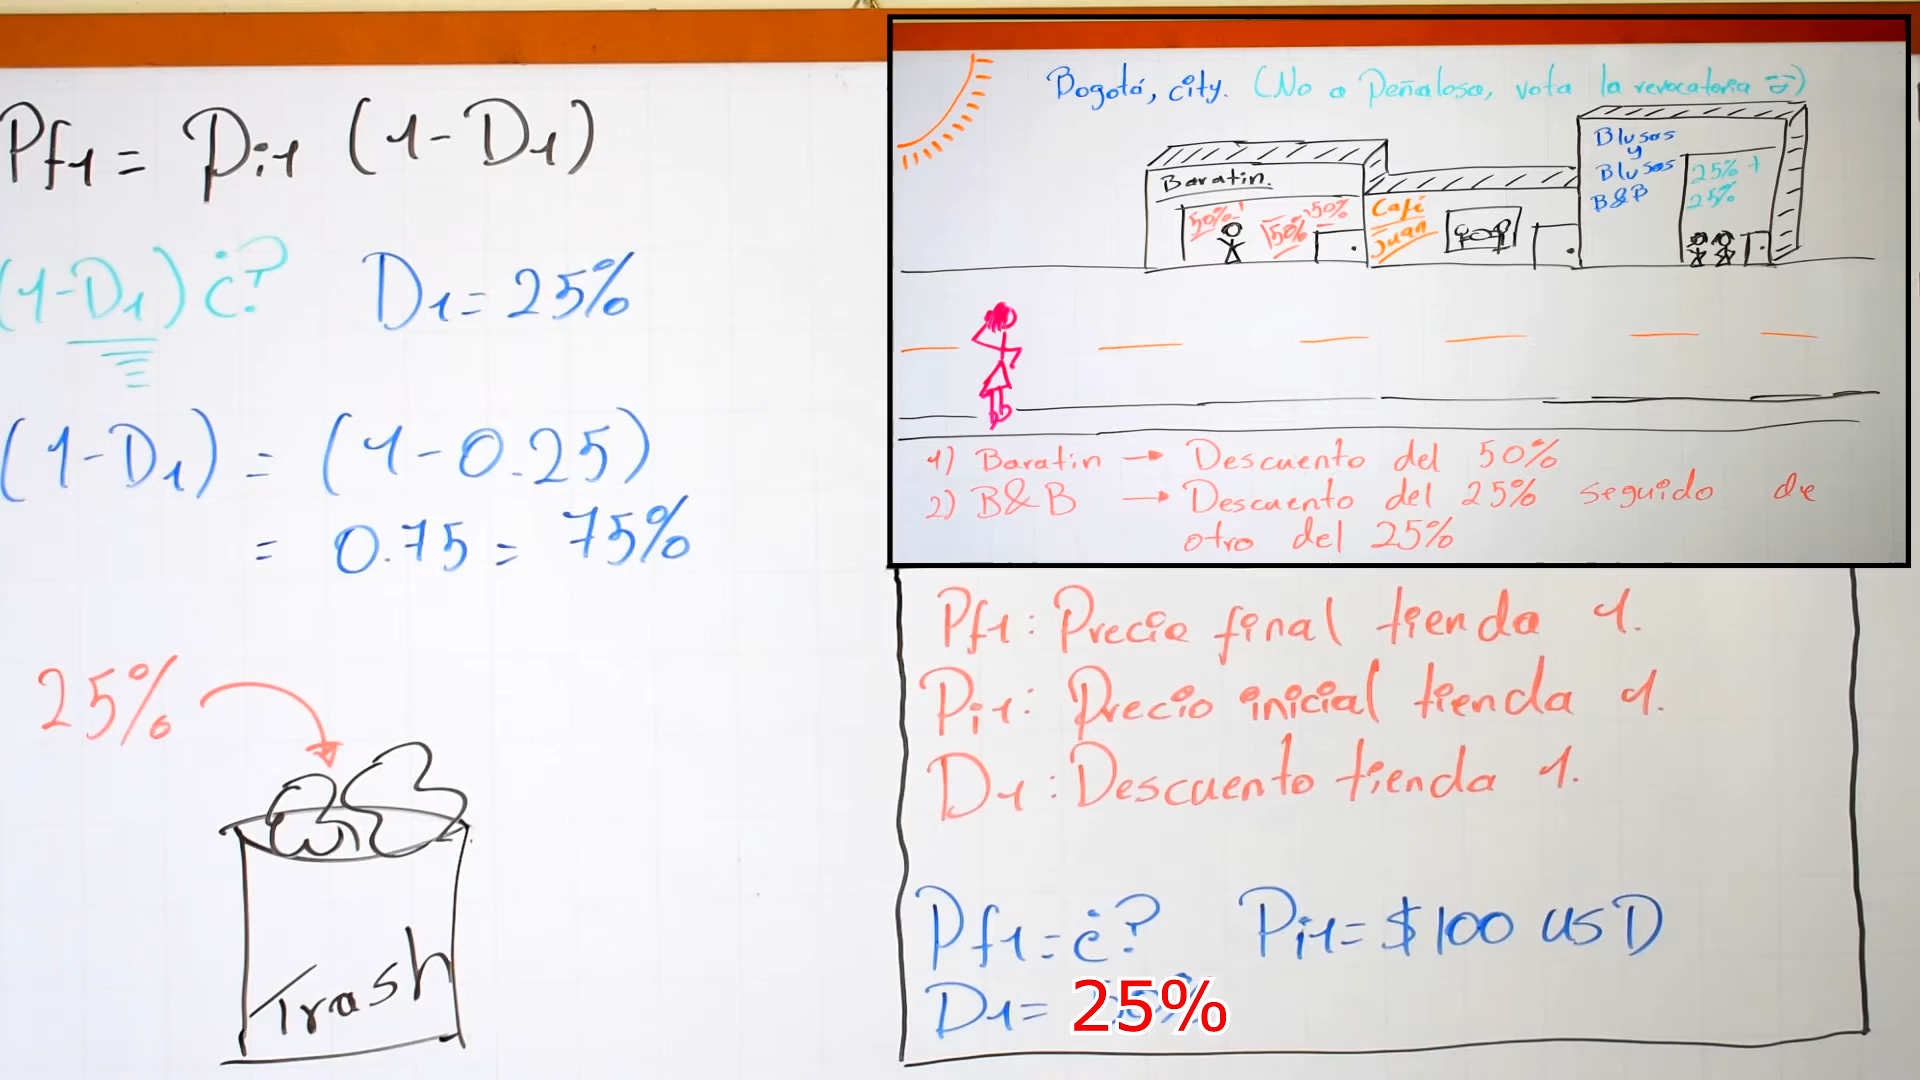 Pf1 = Pi1 (1-D1)
(1-D1) ¿? D1 = 25%
(1-D1) = (1-0.25)
= 0.75 = 75%
25%
Trash
Bogotá, city. (No a Peñalosa, vota la revocatoria =))
Baratin.
50%
50%
50%
Café
Juan
Blusas
y
Blusas
B&B
25% +
25%
1) Baratin → Descuento del 50%
2) B&B → Descuento del 25% seguido de
otro del 25%
Pf1: Precio final tienda 1.
Pi1: Precio inicial tienda 1.
D1: Descuento tienda 1.
Pf1 = ¿? Pi1 = $100 USD
D1 = 25%